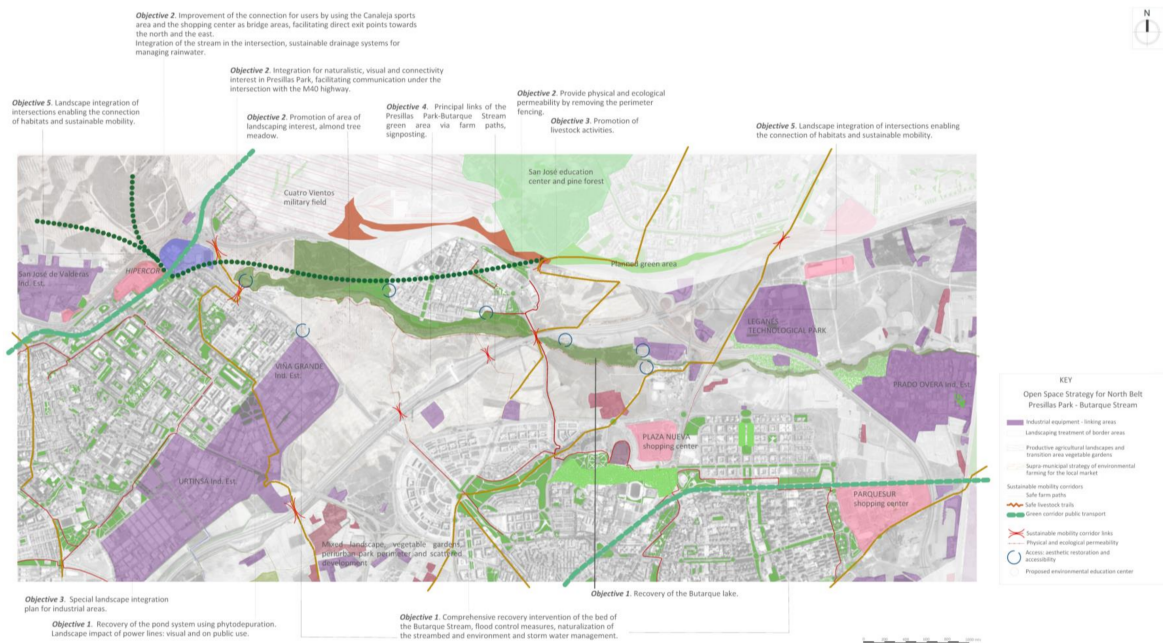 Objective 2. Improvement of the connection for users by using the Canaleja sports
area and the shopping center as bridge areas, facilitating direct exit points towards
the north and the east.
Integration of the stream in the intersection, sustainable drainage systems for
managing rainwater.
N
Objective 2. Integration for naturalistic, visual and connectivity
interest in Presillas Park, facilitating communication under the
intersection with the M40 highway.
Objective 5. Landscape integration of
intersections enabling the connection
of habitats and sustainable mobility.
Objective 2. Promotion of area of
landscaping interest, almond tree
meadow.
Objective 4. Principal links of the
Presillas Park-Butarque Stream
green area via farm paths,
signposting.
Objective 2. Provide physical and ecological
permeability by removing the perimeter
fencing.
Objective 3. Promotion of
livestock activities.
Objective 5. Landscape integration of intersections enabling
the connection of habitats and sustainable mobility.
Cuatro Vientos
military field
San José education
center and pine forest
Planned green area
San José de Valderas
Ind. Est.
HIPERCOR
LEGANÉS
TECHNOLOGICAL PARK
VIÑA GRANDE
Ind. Est.
PRADO OVERA Ind. Est.
PLAZA NUEVA
shopping center
URTINSA Ind. Est.
PARQUESUR
shopping center
Mixed landscape, vegetable gardens,
periurban park perimeter and scattered
development
KEY
Open Space Strategy for North Belt
Presillas Park - Butarque Stream
Industrial equipment - linking areas
Landscaping treatment of border areas
Productive agricultural landscapes and
transition area vegetable gardens
Supra-municipal strategy of environmental
farming for the local market
Sustainable mobility corridors
Safe farm paths
Safe livestock trails
Green corridor public transport
Sustainable mobility corridor links
Physical and ecological permeability
Access: aesthetic restoration and
accessibility
Proposed environmental education center
Objective 3. Special landscape integration
plan for industrial areas.
Objective 1. Recovery of the pond system using phytodepuration.
Landscape impact of power lines: visual and on public use.
Objective 1. Comprehensive recovery intervention of the bed of
the Butarque Stream, flood control measures, naturalization of
the streambed and environment and storm water management.
Objective 1. Recovery of the Butarque lake.